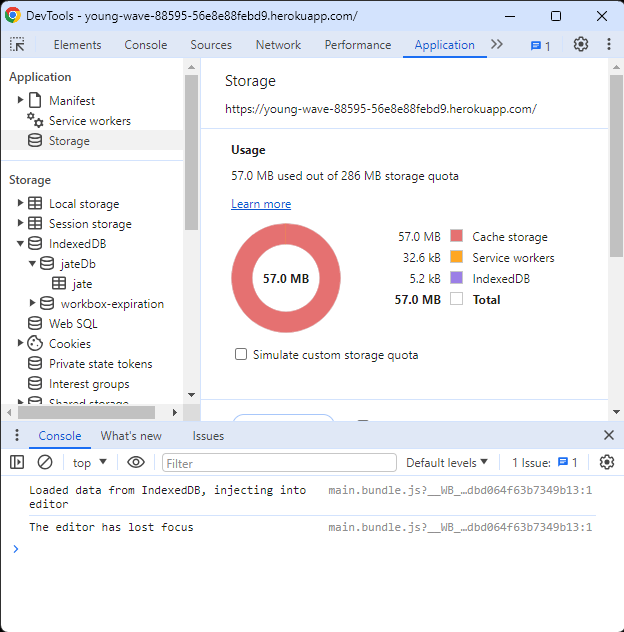 DevTools - young-wave-88595-56e8e88febd9.herokuapp.com/
Elements Console Sources Network Performance Application 1
Application
Manifest
Service workers
Storage
Storage
Local storage
Session storage
IndexedDB
jateDb
jate
workbox-expiration
Web SQL
Cookies
Private state tokens
Interest groups
Shared storage
Storage
https://young-wave-88595-56e8e88febd9.herokuapp.com/
Usage
57.0 MB used out of 286 MB storage quota
Learn more
57.0 MB
57.0 MB Cache storage
32.6 kB Service workers
5.2 kB IndexedDB
57.0 MB Total
Simulate custom storage quota
Console What's new Issues
top Filter Default levels 1 Issue: 1
Loaded data from IndexedDB, injecting into main.bundle.js?__WB_…dbd064f63b7349b13:1
editor
The editor has lost focus main.bundle.js?__WB_…dbd064f63b7349b13:1